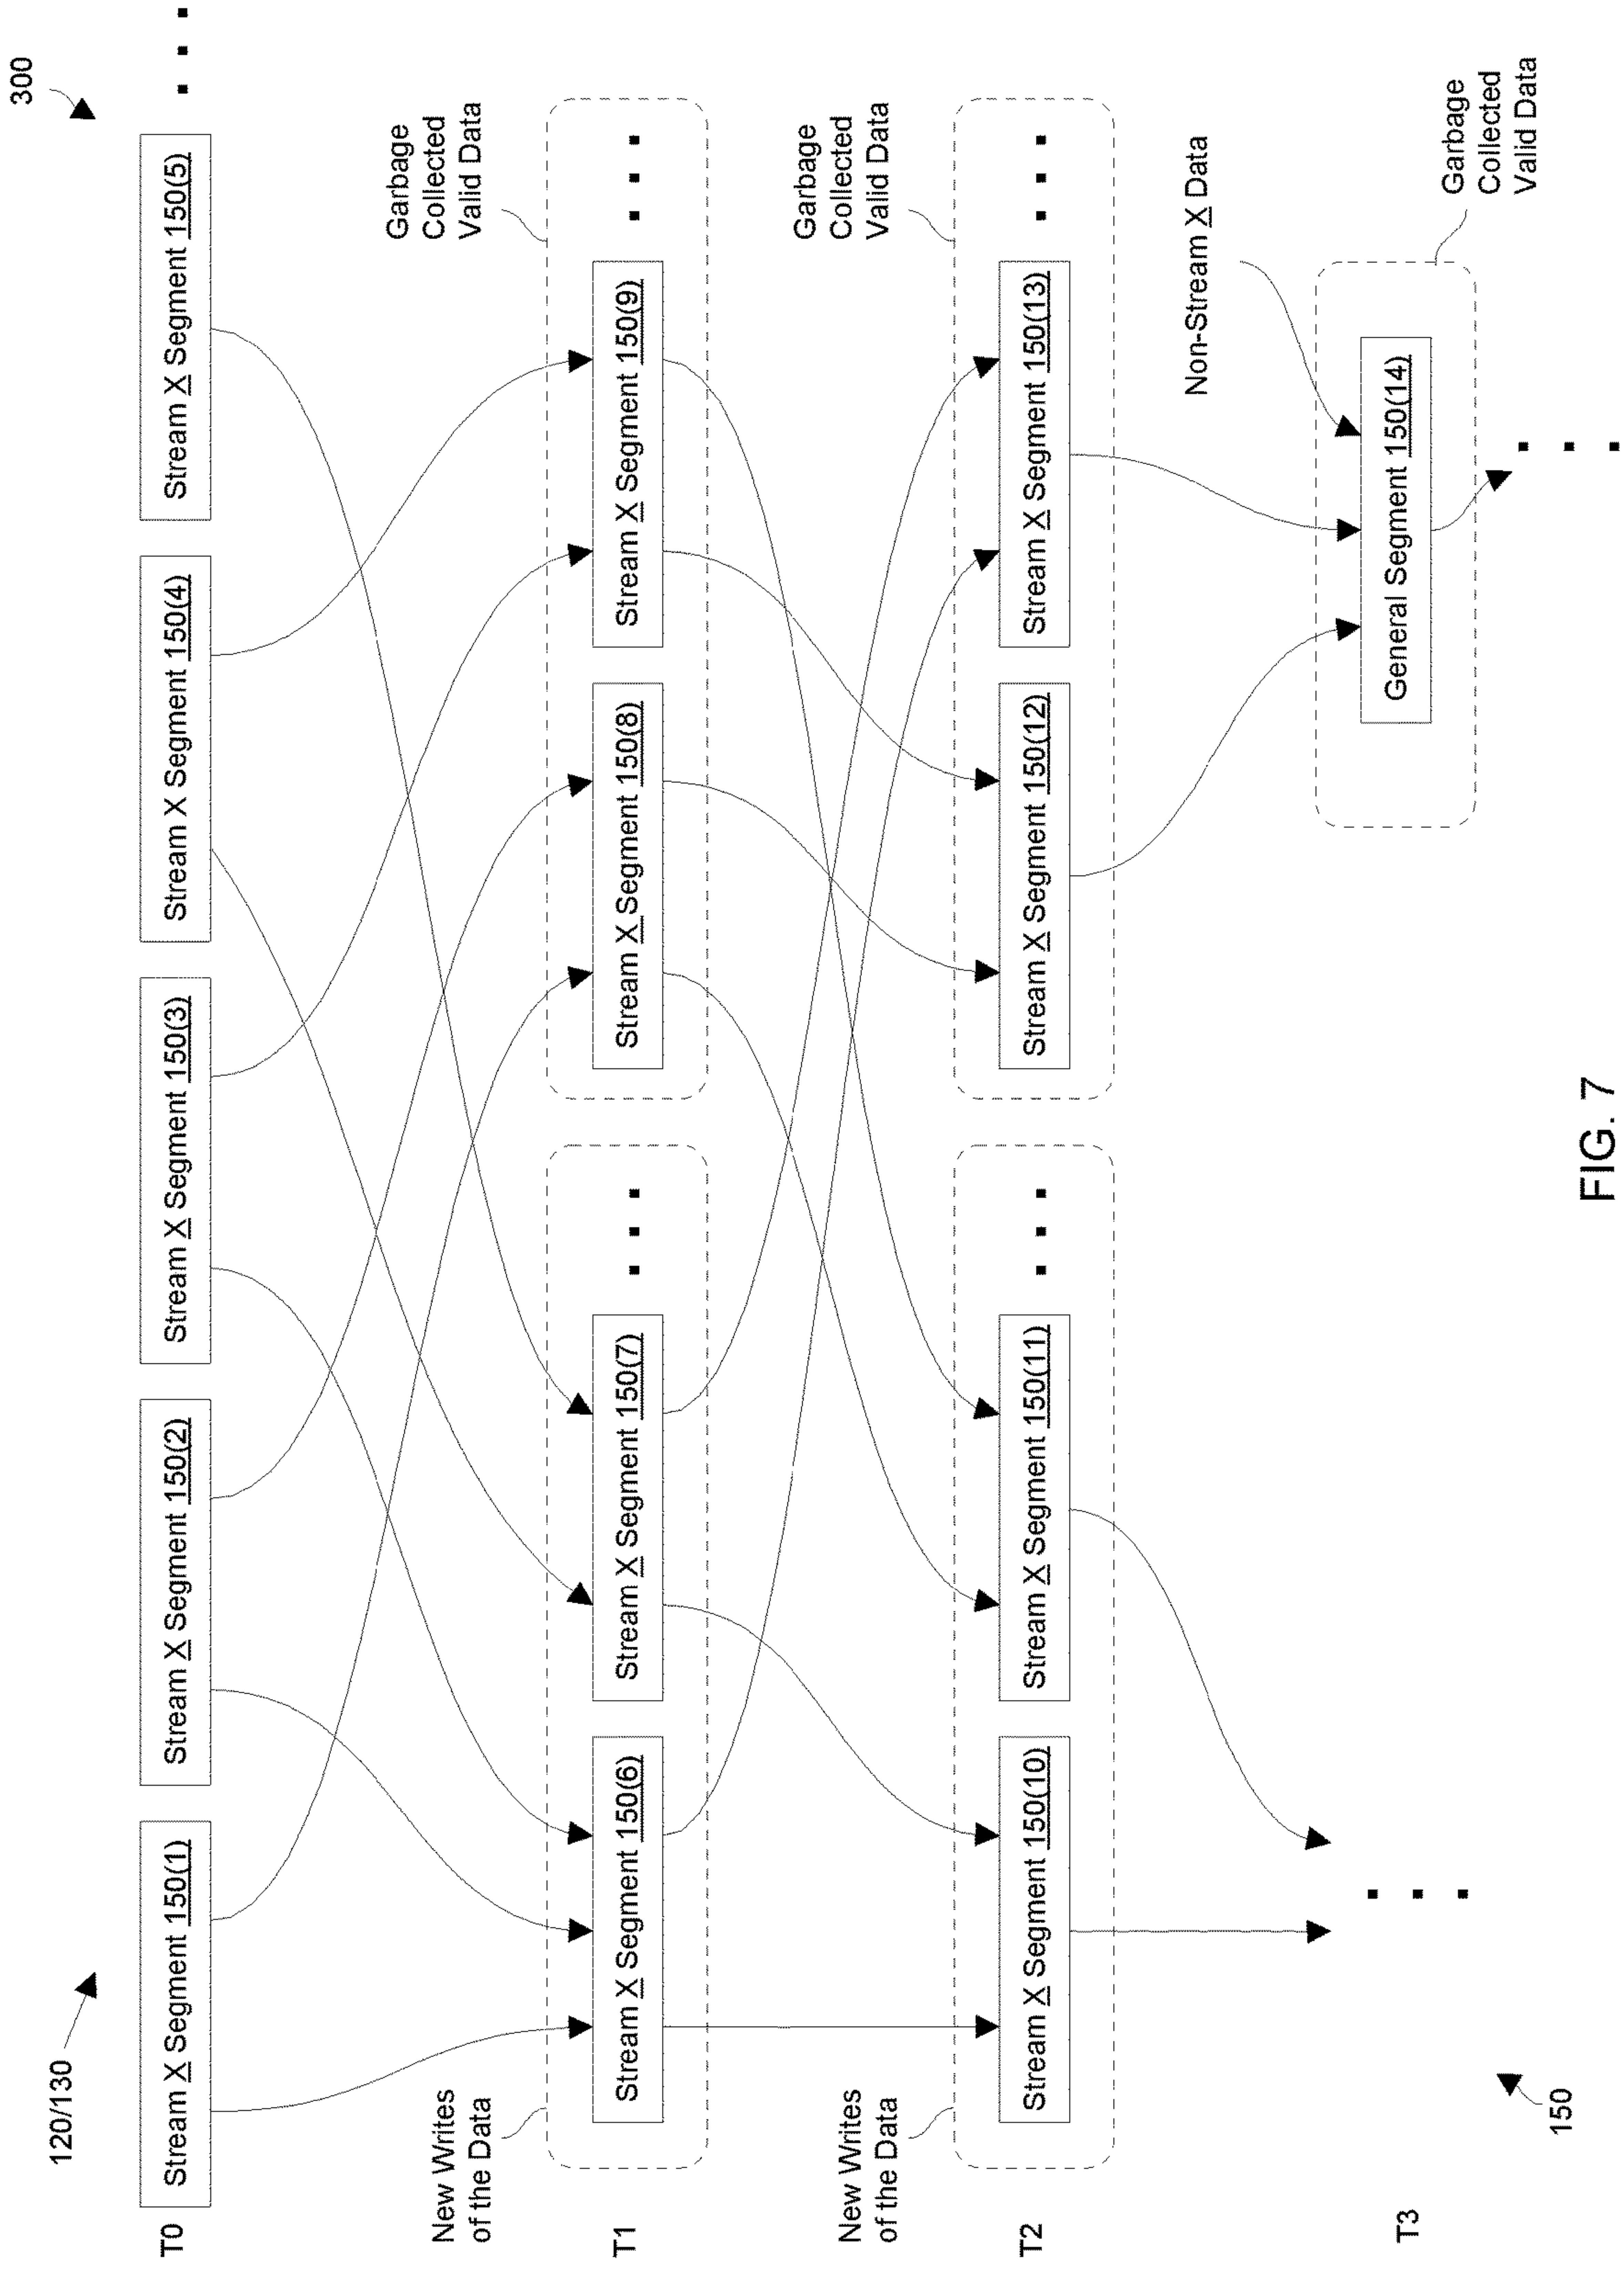 120/130
300
T0
Stream X Segment 150(1)
Stream X Segment 150(2)
Stream X Segment 150(3)
Stream X Segment 150(4)
Stream X Segment 150(5)
New Writes
of the Data
Garbage
Collected
Valid Data
T1
Stream X Segment 150(6)
Stream X Segment 150(7)
Stream X Segment 150(8)
Stream X Segment 150(9)
New Writes
of the Data
Garbage
Collected
Valid Data
T2
Stream X Segment 150(10)
Stream X Segment 150(11)
Stream X Segment 150(12)
Stream X Segment 150(13)
Non-Stream X Data
T3
General Segment 150(14)
Garbage
Collected
Valid Data
150
FIG. 7